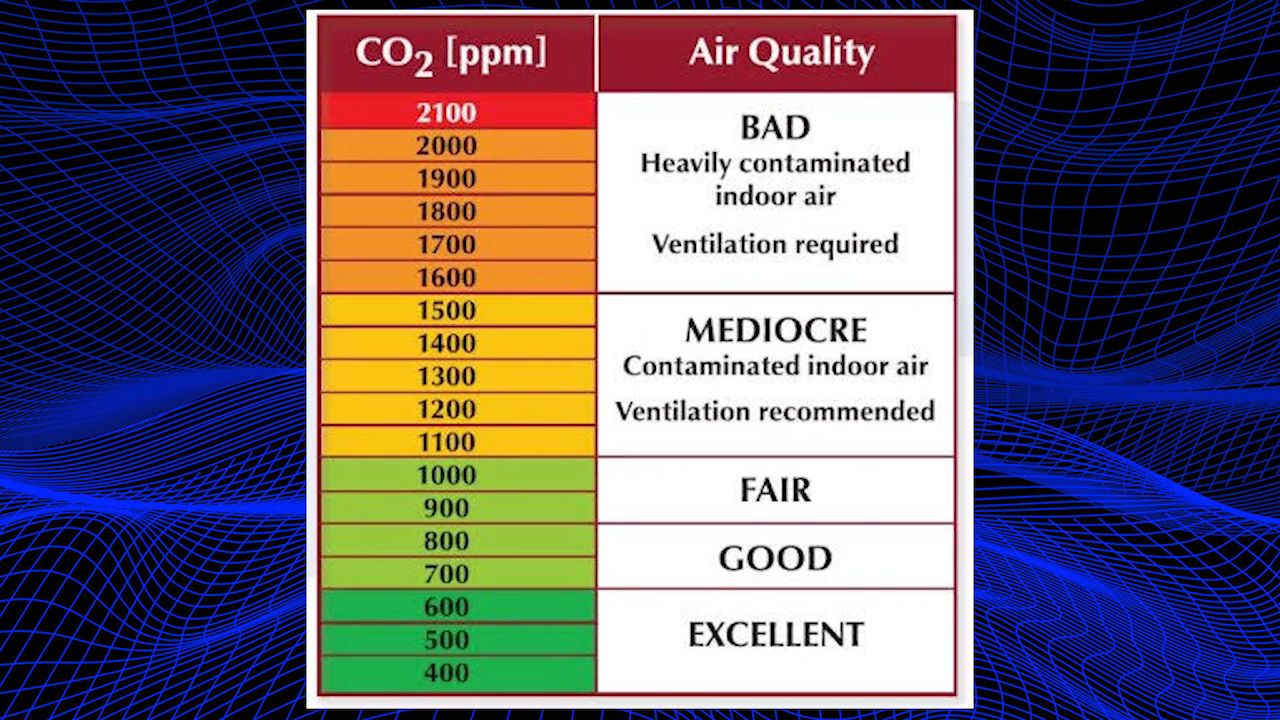 CO2 [ppm] Air Quality
2100
2000
1900
1800
1700
1600
BAD
Heavily contaminated
indoor air
Ventilation required
1500
1400
1300
1200
1100
MEDIOCRE
Contaminated indoor air
Ventilation recommended
1000
900
FAIR
800
700
GOOD
600
500
400
EXCELLENT